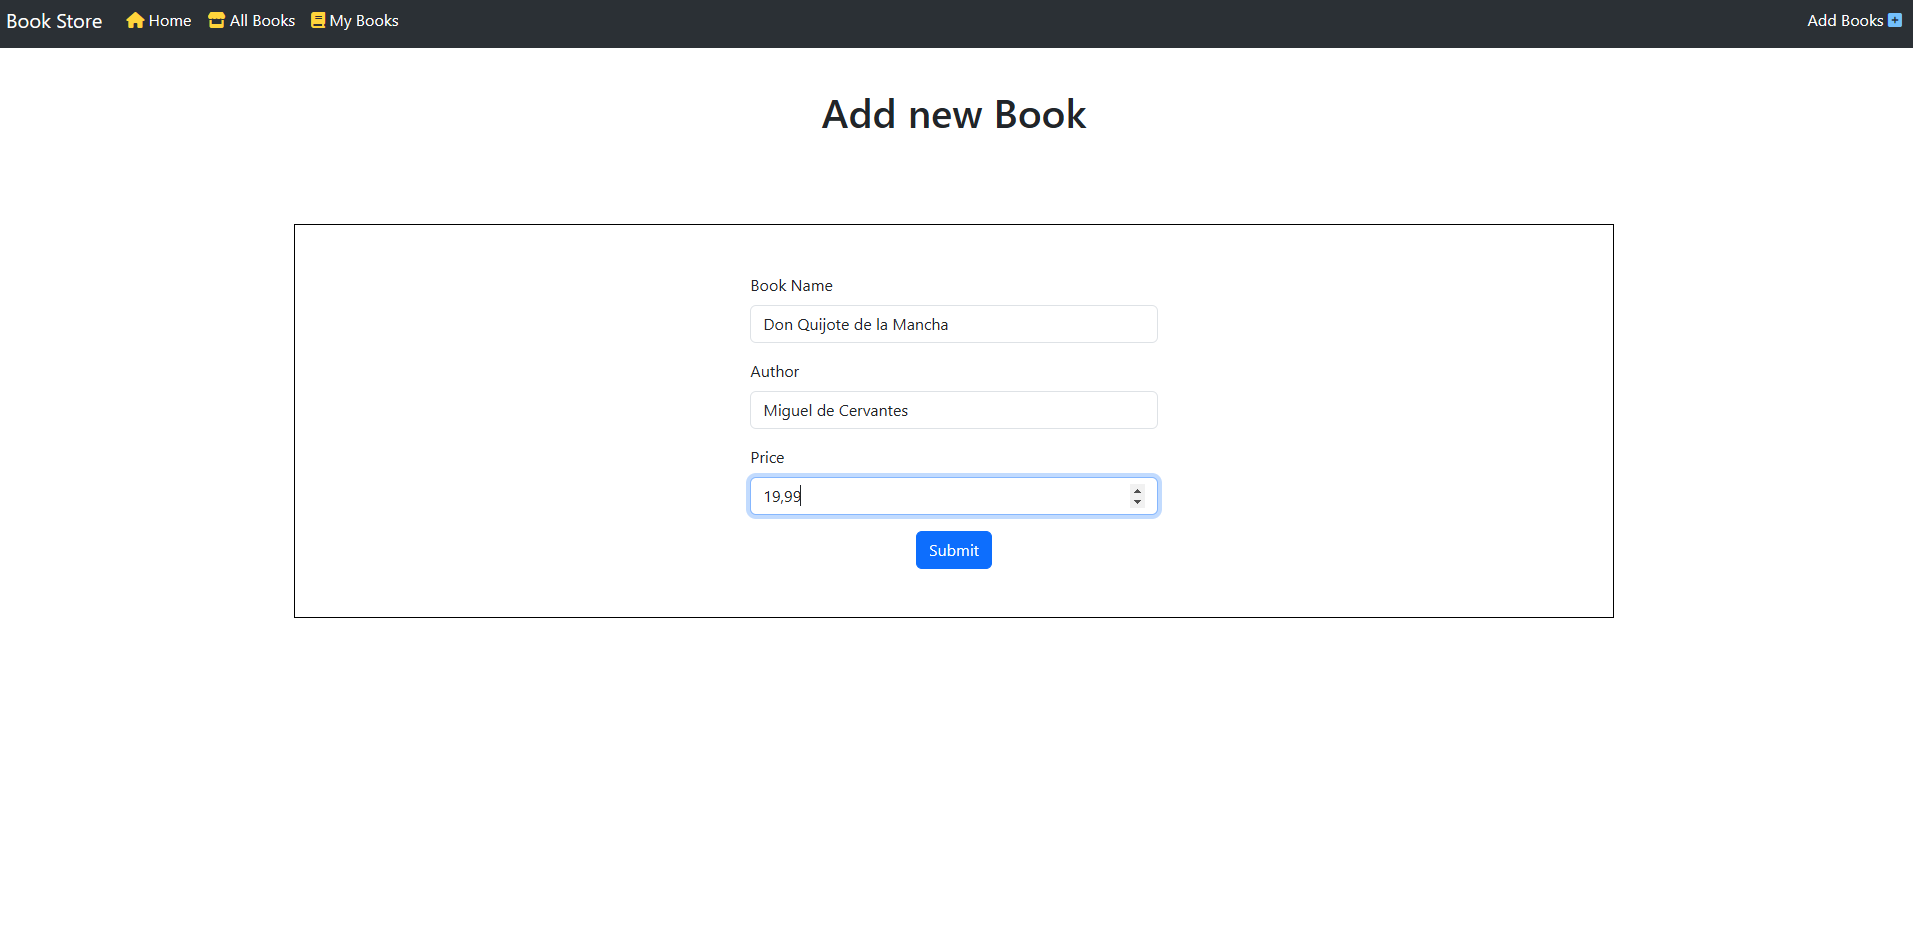 Book Store Home All Books My Books Add Books
Add new Book
Book Name
Don Quijote de la Mancha
Author
Miguel de Cervantes
Price
19,99
Submit